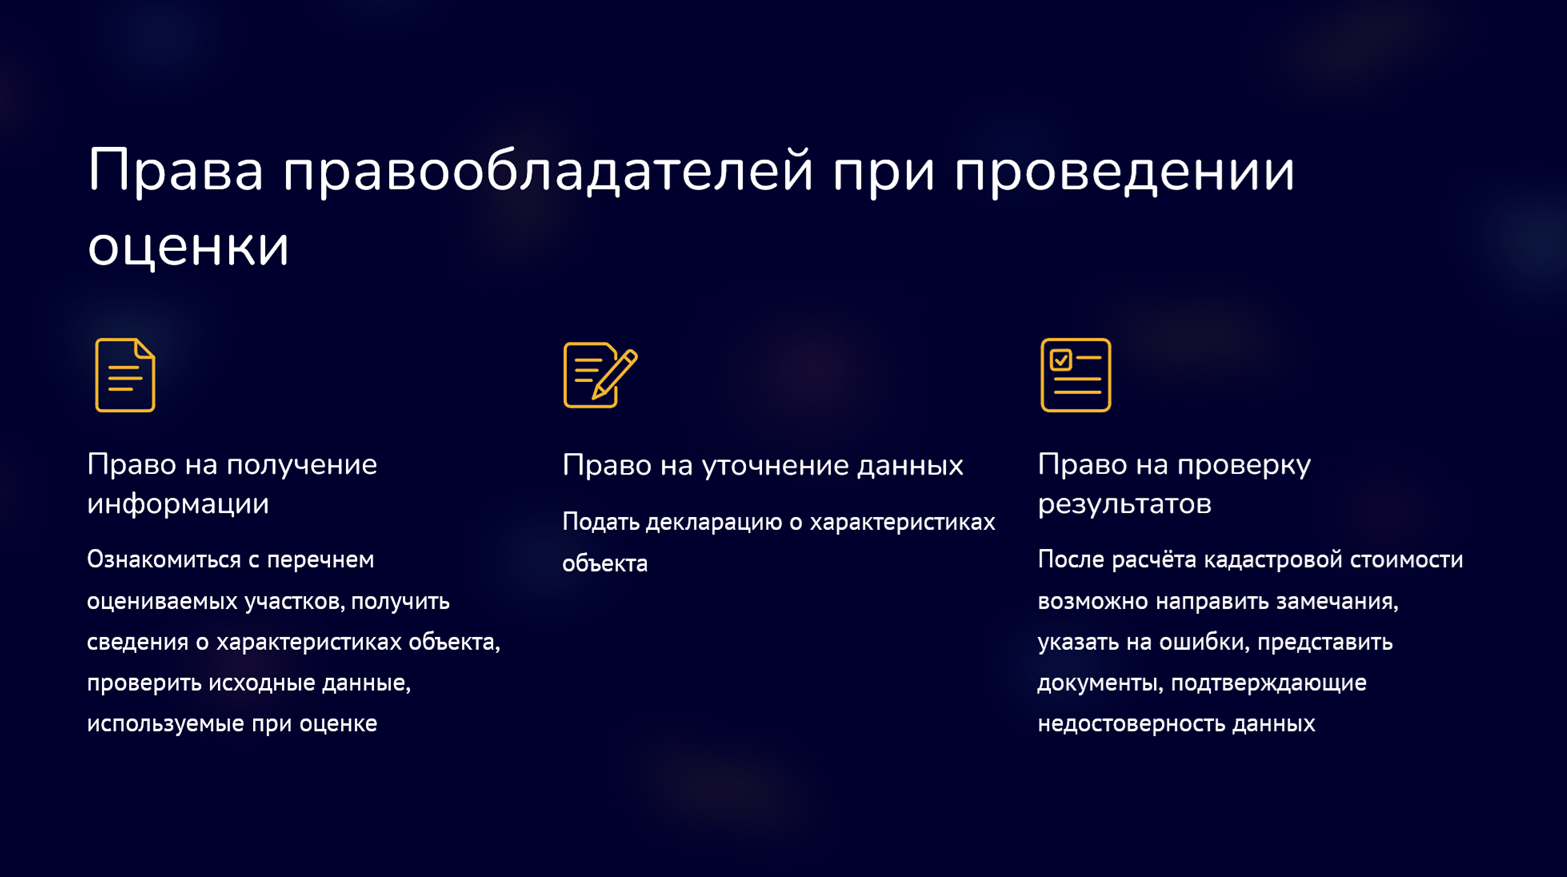 Права правообладателей при проведении
оценки
Право на получение
информации
Ознакомиться с перечнем
оцениваемых участков, получить
сведения о характеристиках объекта,
проверить исходные данные,
используемые при оценке
Право на уточнение данных
Подать декларацию о характеристиках
объекта
Право на проверку
результатов
После расчёта кадастровой стоимости
возможно направить замечания,
указать на ошибки, представить
документы, подтверждающие
недостоверность данных